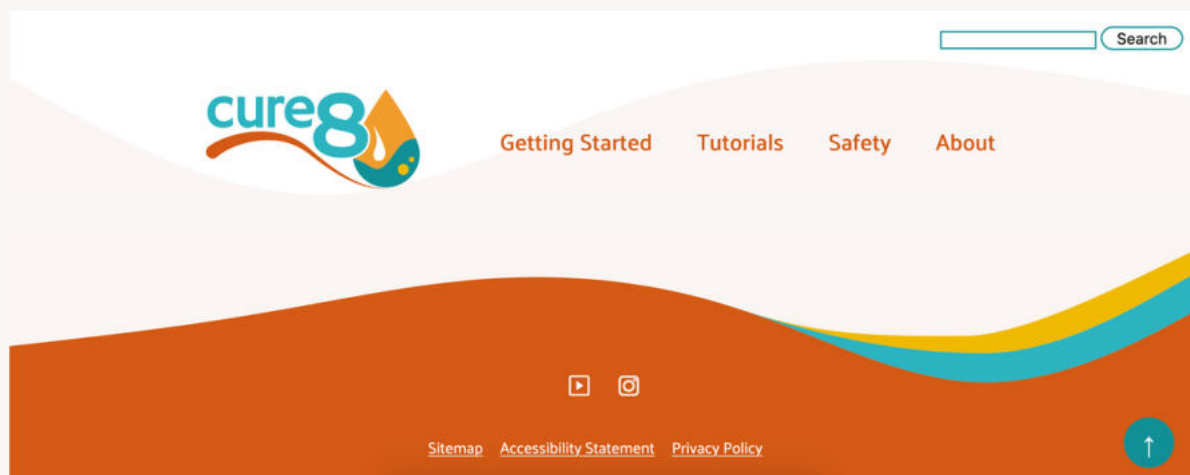 Search
cure8
Getting Started Tutorials Safety About
Sitemap Accessibility Statement Privacy Policy